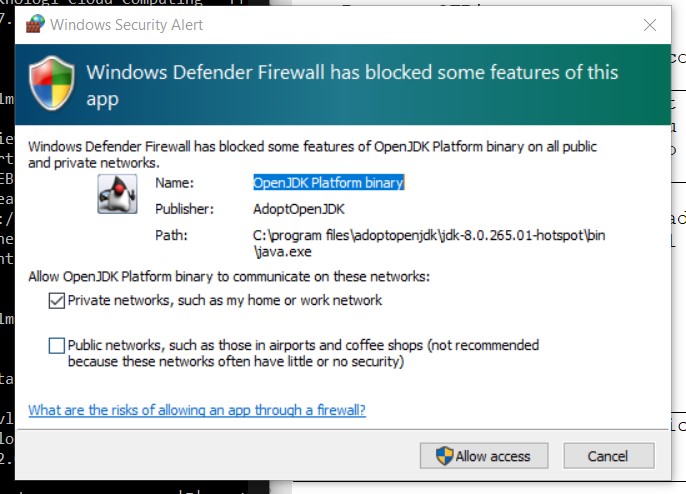 Windows Security Alert
Windows Defender Firewall has blocked some features of this
app
Windows Defender Firewall has blocked some features of OpenJDK Platform binary on all public
and private networks.
Name: OpenJDK Platform binary
Publisher: AdoptOpenJDK
Path: C:\program files\adoptopenjdk\jdk-8.0.265.01-hotspot\bin
\java.exe
Allow OpenJDK Platform binary to communicate on these networks:
Private networks, such as my home or work network
Public networks, such as those in airports and coffee shops (not recommended
because these networks often have little or no security)
What are the risks of allowing an app through a firewall?
Allow access Cancel